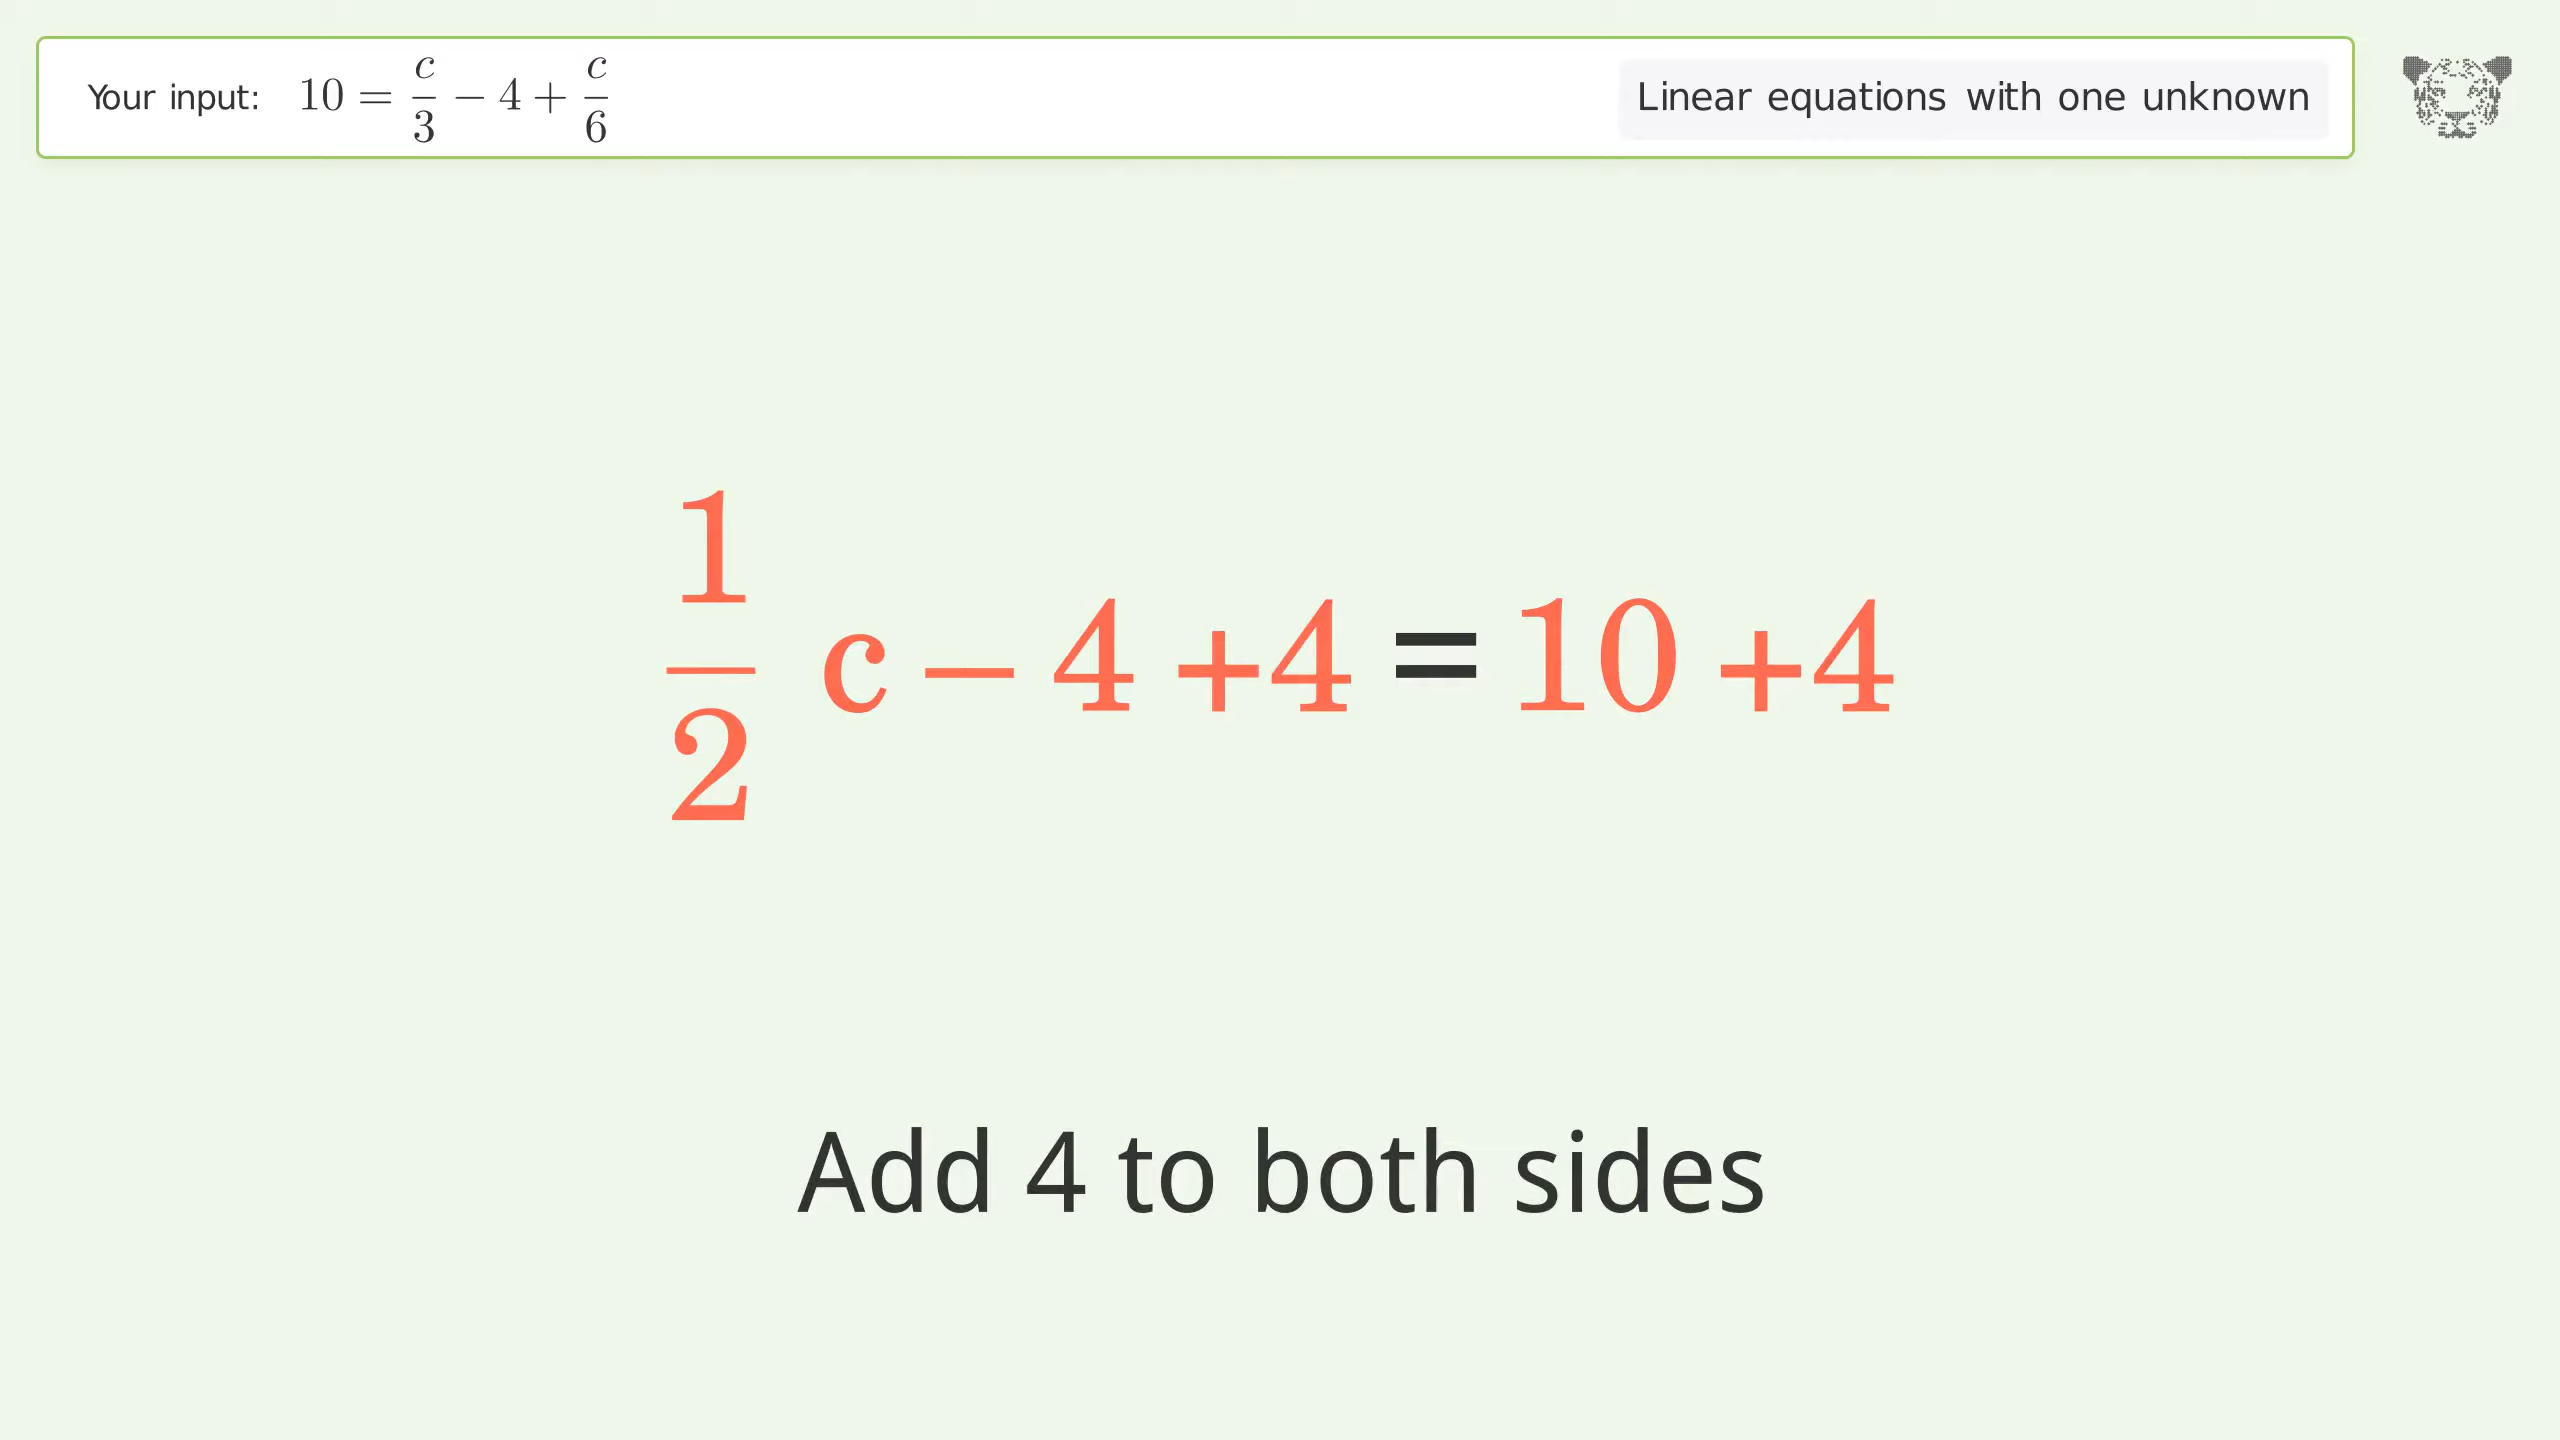 Your input: 10 = c/3 − 4 + c/6
Linear equations with one unknown
1/2 c − 4 +4 = 10 +4
Add 4 to both sides